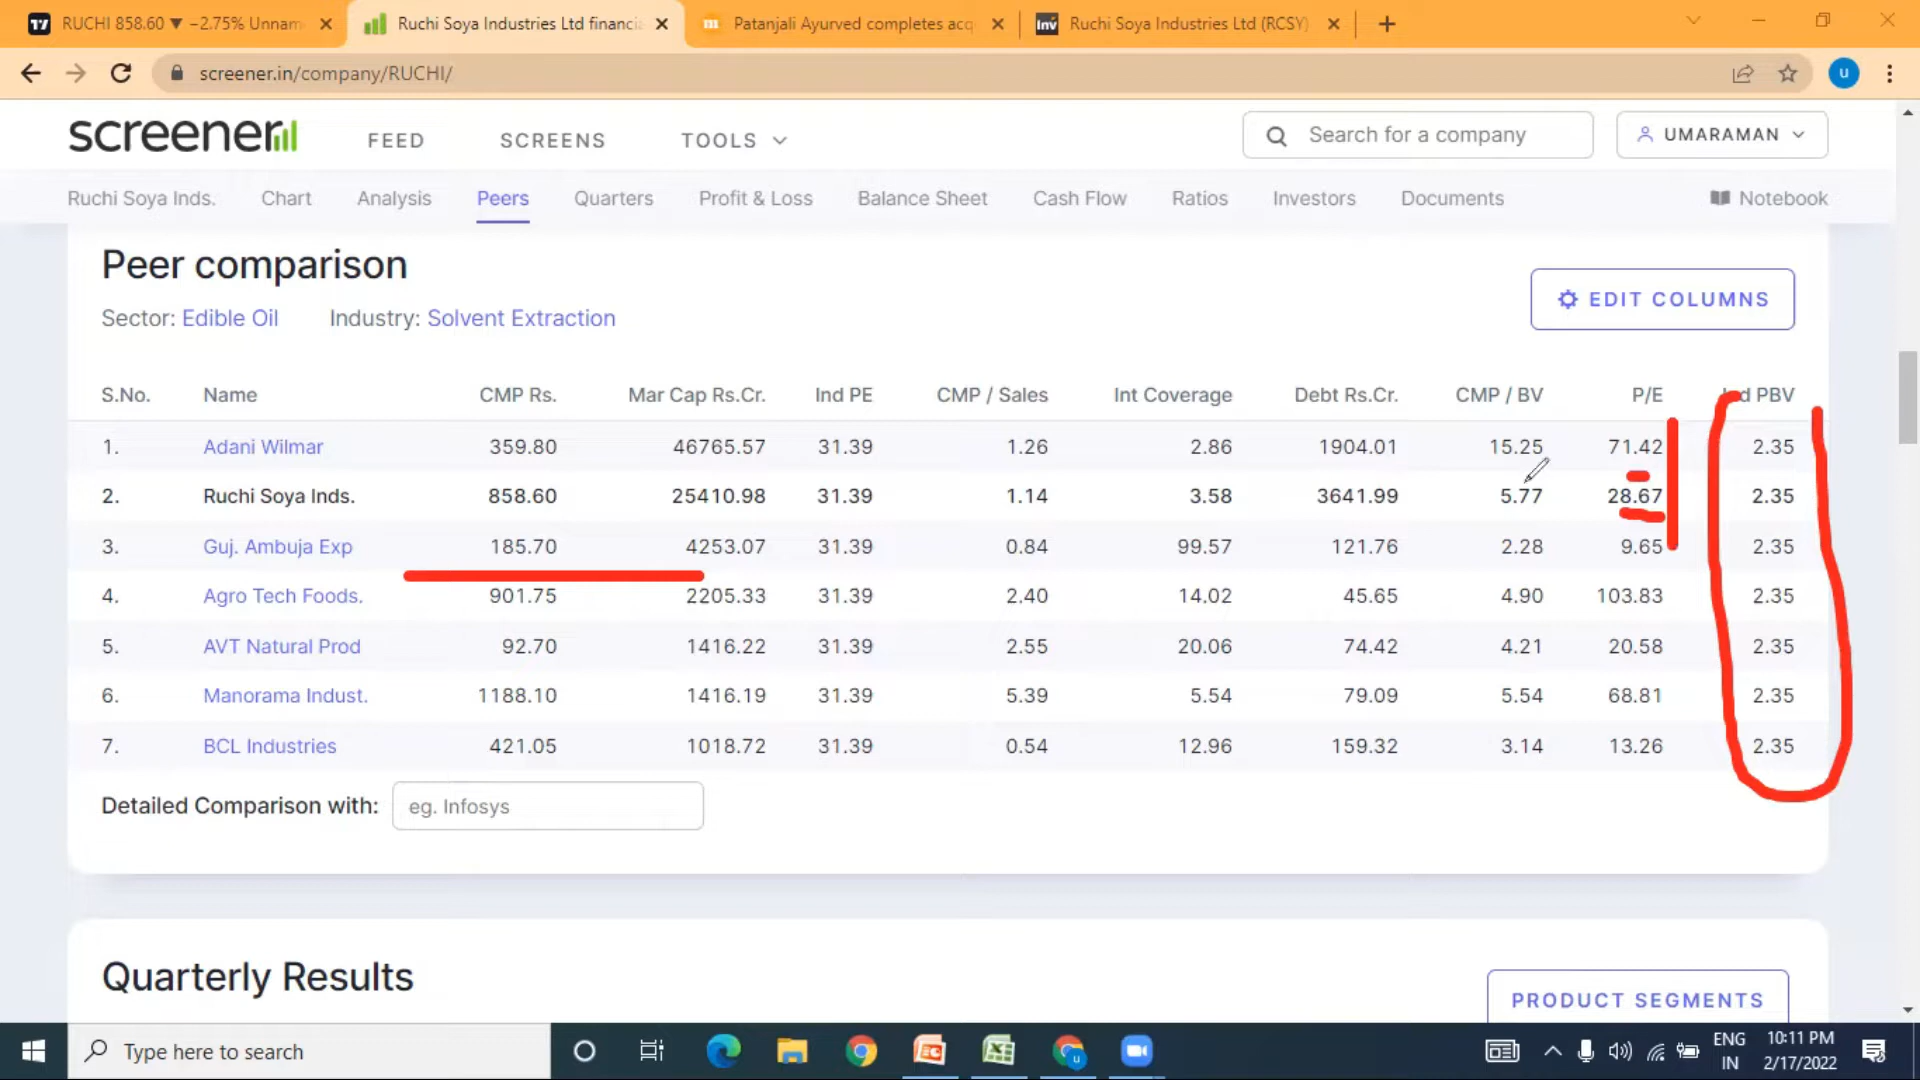 RUCHI 858.60 ▼ −2.75% Unnam
Ruchi Soya Industries Ltd financia
Patanjali Ayurved completes acq
Ruchi Soya Industries Ltd (RCSY)
screener.in/company/RUCHI/
u
screener
FEED SCREENS TOOLS
Search for a company
UMARAMAN
Ruchi Soya Inds. Chart Analysis Peers Quarters Profit & Loss Balance Sheet Cash Flow Ratios Investors Documents Notebook
Peer comparison
EDIT COLUMNS
Sector: Edible Oil Industry: Solvent Extraction
S.No. Name CMP Rs. Mar Cap Rs.Cr. Ind PE CMP / Sales Int Coverage Debt Rs.Cr. CMP / BV P/E Ind PBV
1. Adani Wilmar 359.80 46765.57 31.39 1.26 2.86 1904.01 15.25 71.42 2.35
2. Ruchi Soya Inds. 858.60 25410.98 31.39 1.14 3.58 3641.99 5.77 28.67 2.35
3. Guj. Ambuja Exp 185.70 4253.07 31.39 0.84 99.57 121.76 2.28 9.65 2.35
4. Agro Tech Foods. 901.75 2205.33 31.39 2.40 14.02 45.65 4.90 103.83 2.35
5. AVT Natural Prod 92.70 1416.22 31.39 2.55 20.06 74.42 4.21 20.58 2.35
6. Manorama Indust. 1188.10 1416.19 31.39 5.39 5.54 79.09 5.54 68.81 2.35
7. BCL Industries 421.05 1018.72 31.39 0.54 12.96 159.32 3.14 13.26 2.35
Detailed Comparison with: eg. Infosys
Quarterly Results
PRODUCT SEGMENTS
Type here to search
ENG
IN
10:11 PM
2/17/2022